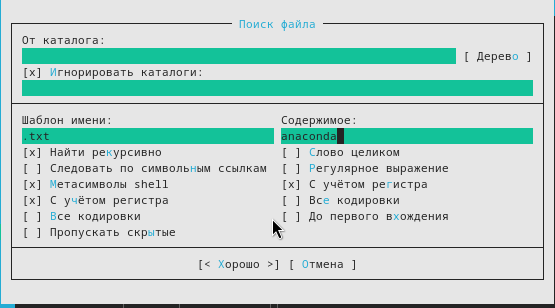 Поиск файла
От каталога:
[ Дерево ]
[x] Игнорировать каталоги:
Шаблон имени: Содержимое:
.txt anaconda
[x] Найти рекурсивно [ ] Слово целиком
[ ] Следовать по символьным ссылкам [ ] Регулярное выражение
[x] Метасимволы shell [x] С учётом регистра
[x] С учётом регистра [ ] Все кодировки
[ ] Все кодировки [ ] До первого вхождения
[ ] Пропускать скрытые
[< Хорошо >] [ Отмена ]